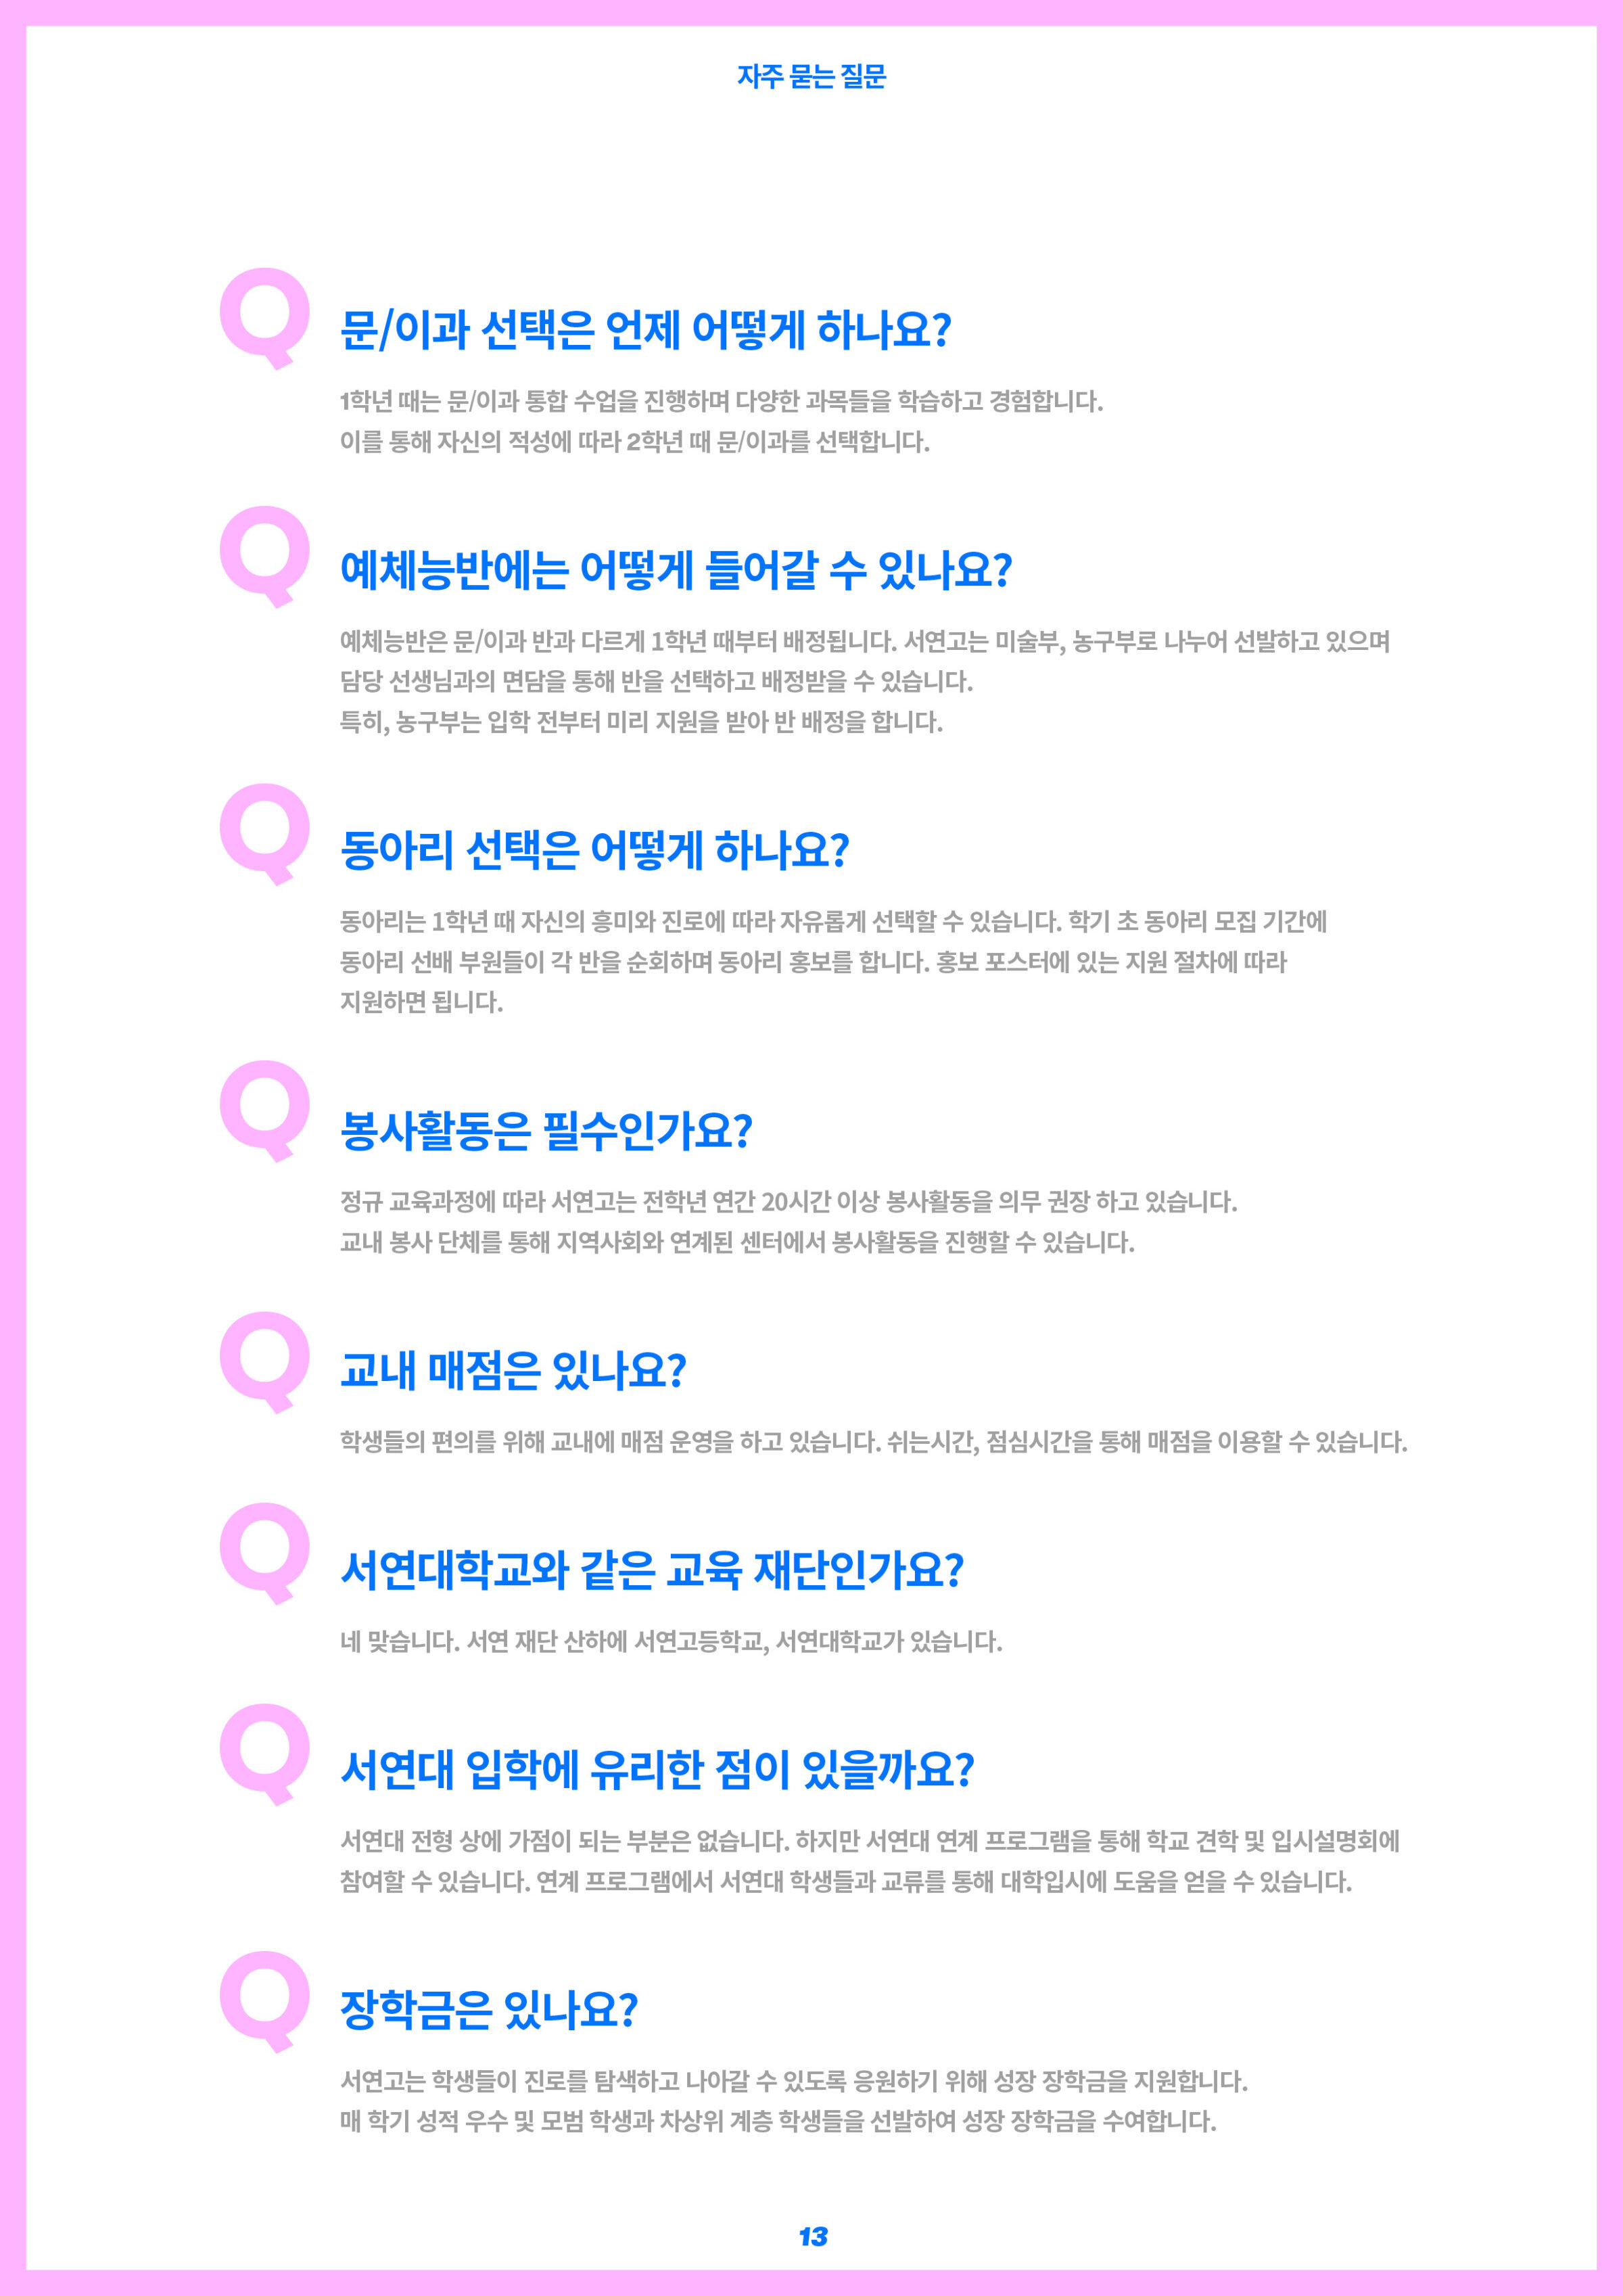 자주 묻는 질문
Q 문/이과 선택은 언제 어떻게 하나요?
1학년 때는 문/이과 통합 수업을 진행하며 다양한 과목들을 학습하고 경험합니다.
이를 통해 자신의 적성에 따라 2학년 때 문/이과를 선택합니다.
Q 예체능반에는 어떻게 들어갈 수 있나요?
예체능반은 문/이과 반과 다르게 1학년 때부터 배정됩니다. 서연고는 미술부, 농구부로 나누어 선발하고 있으며
담당 선생님과의 면담을 통해 반을 선택하고 배정받을 수 있습니다.
특히, 농구부는 입학 전부터 미리 지원을 받아 반 배정을 합니다.
Q 동아리 선택은 어떻게 하나요?
동아리는 1학년 때 자신의 흥미와 진로에 따라 자유롭게 선택할 수 있습니다. 학기 초 동아리 모집 기간에
동아리 선배 부원들이 각 반을 순회하며 동아리 홍보를 합니다. 홍보 포스터에 있는 지원 절차에 따라
지원하면 됩니다.
Q 봉사활동은 필수인가요?
정규 교육과정에 따라 서연고는 전학년 연간 20시간 이상 봉사활동을 의무 권장 하고 있습니다.
교내 봉사 단체를 통해 지역사회와 연계된 센터에서 봉사활동을 진행할 수 있습니다.
Q 교내 매점은 있나요?
학생들의 편의를 위해 교내에 매점 운영을 하고 있습니다. 쉬는시간, 점심시간을 통해 매점을 이용할 수 있습니다.
Q 서연대학교와 같은 교육 재단인가요?
네 맞습니다. 서연 재단 산하에 서연고등학교, 서연대학교가 있습니다.
Q 서연대 입학에 유리한 점이 있을까요?
서연대 전형 상에 가점이 되는 부분은 없습니다. 하지만 서연대 연계 프로그램을 통해 학교 견학 및 입시설명회에
참여할 수 있습니다. 연계 프로그램에서 서연대 학생들과 교류를 통해 대학입시에 도움을 얻을 수 있습니다.
Q 장학금은 있나요?
서연고는 학생들이 진로를 탐색하고 나아갈 수 있도록 응원하기 위해 성장 장학금을 지원합니다.
매 학기 성적 우수 및 모범 학생과 차상위 계층 학생들을 선발하여 성장 장학금을 수여합니다.
13